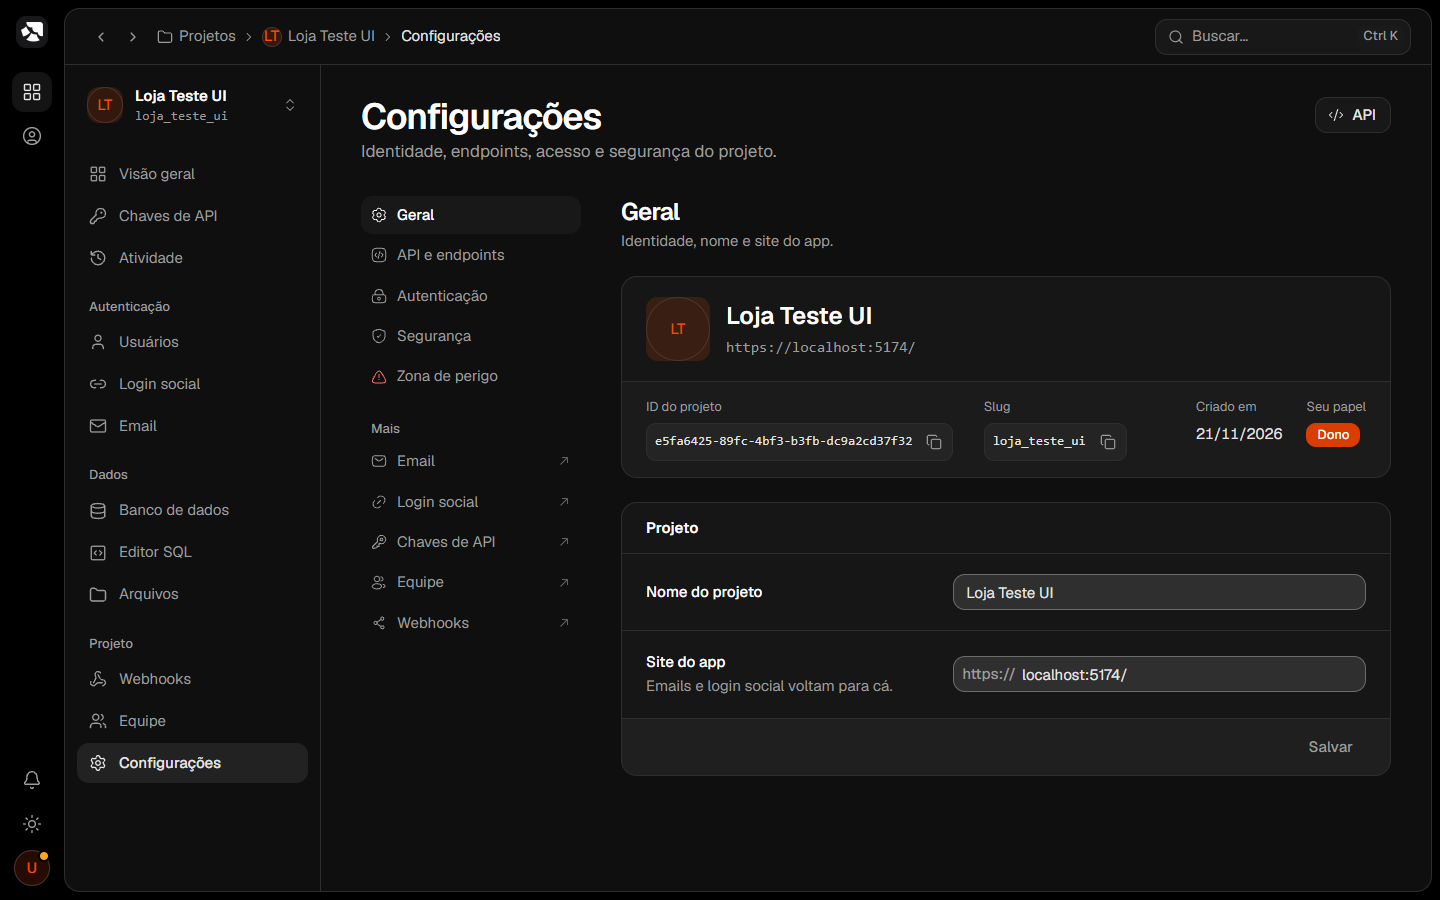 Projetos > LT Loja Teste UI > Configurações
Buscar...
Ctrl K
LT
Loja Teste UI
loja_teste_ui
Visão geral
Chaves de API
Atividade
Autenticação
Usuários
Login social
Email
Dados
Banco de dados
Editor SQL
Arquivos
Projeto
Webhooks
Equipe
Configurações
U
Configurações
Identidade, endpoints, acesso e segurança do projeto.
API
Geral
API e endpoints
Autenticação
Segurança
Zona de perigo
Mais
Email
Login social
Chaves de API
Equipe
Webhooks
Geral
Identidade, nome e site do app.
LT
Loja Teste UI
https://localhost:5174/
ID do projeto
e5fa6425-89fc-4bf3-b3fb-dc9a2cd37f32
Slug
loja_teste_ui
Criado em
21/11/2026
Seu papel
Dono
Projeto
Nome do projeto
Loja Teste UI
Site do app
Emails e login social voltam para cá.
https:// localhost:5174/
Salvar